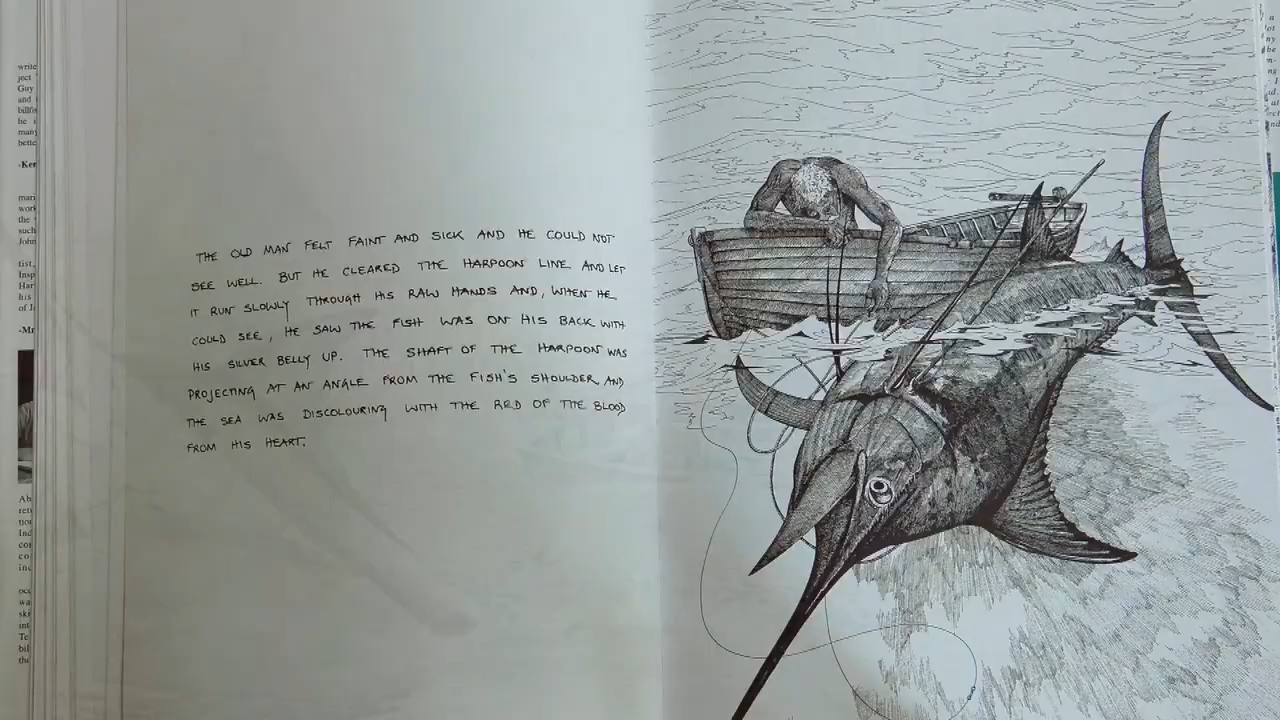 THE OLD MAN FELT FAINT AND SICK AND HE COULD NOT
SEE WELL. BUT HE CLEARED THE HARPOON LINE AND LET
IT RUN SLOWLY THROUGH HIS RAW HANDS AND, WHEN HE
COULD SEE, HE SAW THE FISH WAS ON HIS BACK WITH
HIS SILVER BELLY UP. THE SHAFT OF THE HARPOON WAS
PROJECTING AT AN ANGLE FROM THE FISH'S SHOULDER AND
THE SEA WAS DISCOLOURING WITH THE RED OF THE BLOOD
FROM HIS HEART.